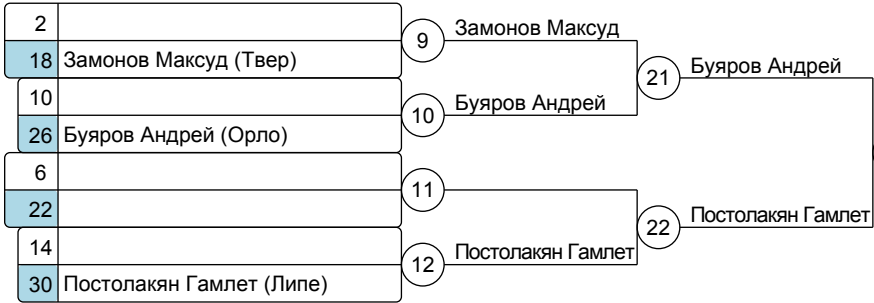 2
18 Замонов Максуд (Твер)
9 Замонов Максуд
10
26 Буяров Андрей (Орло)
10 Буяров Андрей
21 Буяров Андрей
6
22
11
14
30 Постолакян Гамлет (Липе)
12 Постолакян Гамлет
22 Постолакян Гамлет